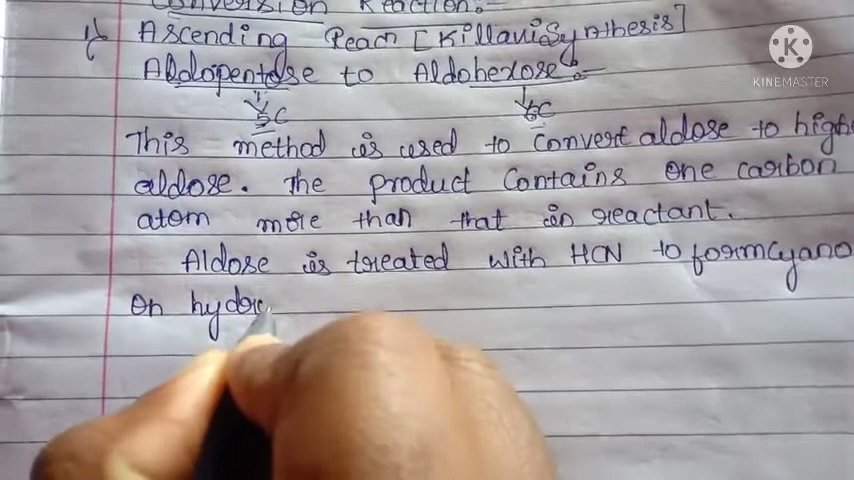 Conversion Reaction:-
1) Ascending Reacn [Killiani Synthesis]
Aldopentose to Aldohexose :-
5C 6C
This method is used to convert aldose to high
aldose. The product contains one carbon
atom more than that in reactant.
Aldose is treated with HCN to form cyano
On hydro
K
KINEMASTER